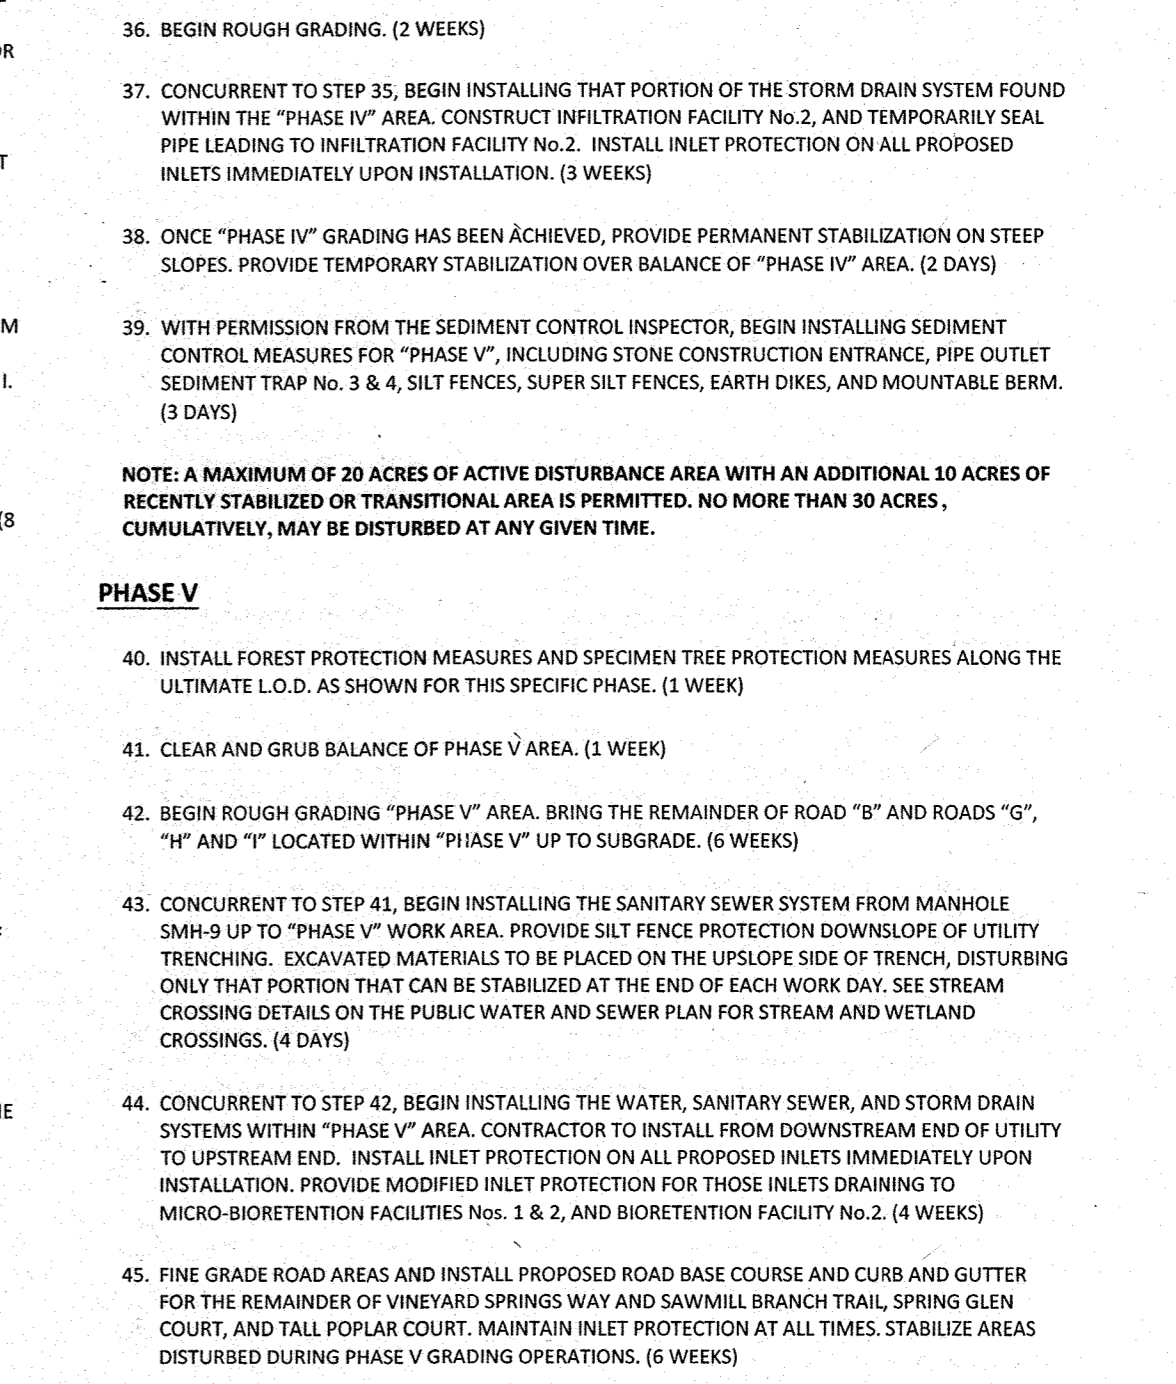 36. BEGIN ROUGH GRADING. (2 WEEKS)
OR
37. CONCURRENT TO STEP 35, BEGIN INSTALLING THAT PORTION OF THE STORM DRAIN SYSTEM FOUND
WITHIN THE “PHASE IV” AREA. CONSTRUCT INFILTRATION FACILITY No.2, AND TEMPORARILY SEAL
PIPE LEADING TO INFILTRATION FACILITY No.2. INSTALL INLET PROTECTION ON ALL PROPOSED
T
INLETS IMMEDIATELY UPON INSTALLATION. (3 WEEKS)
38. ONCE “PHASE IV” GRADING HAS BEEN ACHIEVED, PROVIDE PERMANENT STABILIZATION ON STEEP
SLOPES. PROVIDE TEMPORARY STABILIZATION OVER BALANCE OF “PHASE IV” AREA. (2 DAYS)
M
39. WITH PERMISSION FROM THE SEDIMENT CONTROL INSPECTOR, BEGIN INSTALLING SEDIMENT
CONTROL MEASURES FOR “PHASE V”, INCLUDING STONE CONSTRUCTION ENTRANCE, PIPE OUTLET
SEDIMENT TRAP No. 3 & 4, SILT FENCES, SUPER SILT FENCES, EARTH DIKES, AND MOUNTABLE BERM.
(3 DAYS)
NOTE: A MAXIMUM OF 20 ACRES OF ACTIVE DISTURBANCE AREA WITH AN ADDITIONAL 10 ACRES OF
RECENTLY STABILIZED OR TRANSITIONAL AREA IS PERMITTED. NO MORE THAN 30 ACRES,
(8
CUMULATIVELY, MAY BE DISTURBED AT ANY GIVEN TIME.
PHASE V
40. INSTALL FOREST PROTECTION MEASURES AND SPECIMEN TREE PROTECTION MEASURES ALONG THE
ULTIMATE L.O.D. AS SHOWN FOR THIS SPECIFIC PHASE. (1 WEEK)
41. CLEAR AND GRUB BALANCE OF PHASE V AREA. (1 WEEK)
42. BEGIN ROUGH GRADING “PHASE V” AREA. BRING THE REMAINDER OF ROAD “B” AND ROADS “G”,
“H” AND “I” LOCATED WITHIN “PHASE V” UP TO SUBGRADE. (6 WEEKS)
43. CONCURRENT TO STEP 41, BEGIN INSTALLING THE SANITARY SEWER SYSTEM FROM MANHOLE
SMH-9 UP TO “PHASE V” WORK AREA. PROVIDE SILT FENCE PROTECTION DOWNSLOPE OF UTILITY
TRENCHING. EXCAVATED MATERIALS TO BE PLACED ON THE UPSLOPE SIDE OF TRENCH, DISTURBING
ONLY THAT PORTION THAT CAN BE STABILIZED AT THE END OF EACH WORK DAY. SEE STREAM
CROSSING DETAILS ON THE PUBLIC WATER AND SEWER PLAN FOR STREAM AND WETLAND
CROSSINGS. (4 DAYS)
44. CONCURRENT TO STEP 42, BEGIN INSTALLING THE WATER, SANITARY SEWER, AND STORM DRAIN
SYSTEMS WITHIN “PHASE V” AREA. CONTRACTOR TO INSTALL FROM DOWNSTREAM END OF UTILITY
TO UPSTREAM END. INSTALL INLET PROTECTION ON ALL PROPOSED INLETS IMMEDIATELY UPON
INSTALLATION. PROVIDE MODIFIED INLET PROTECTION FOR THOSE INLETS DRAINING TO
MICRO-BIORETENTION FACILITIES Nos. 1 & 2, AND BIORETENTION FACILITY No.2. (4 WEEKS)
45. FINE GRADE ROAD AREAS AND INSTALL PROPOSED ROAD BASE COURSE AND CURB AND GUTTER
FOR THE REMAINDER OF VINEYARD SPRINGS WAY AND SAWMILL BRANCH TRAIL, SPRING GLEN
COURT, AND TALL POPLAR COURT. MAINTAIN INLET PROTECTION AT ALL TIMES. STABILIZE AREAS
DISTURBED DURING PHASE V GRADING OPERATIONS. (6 WEEKS)